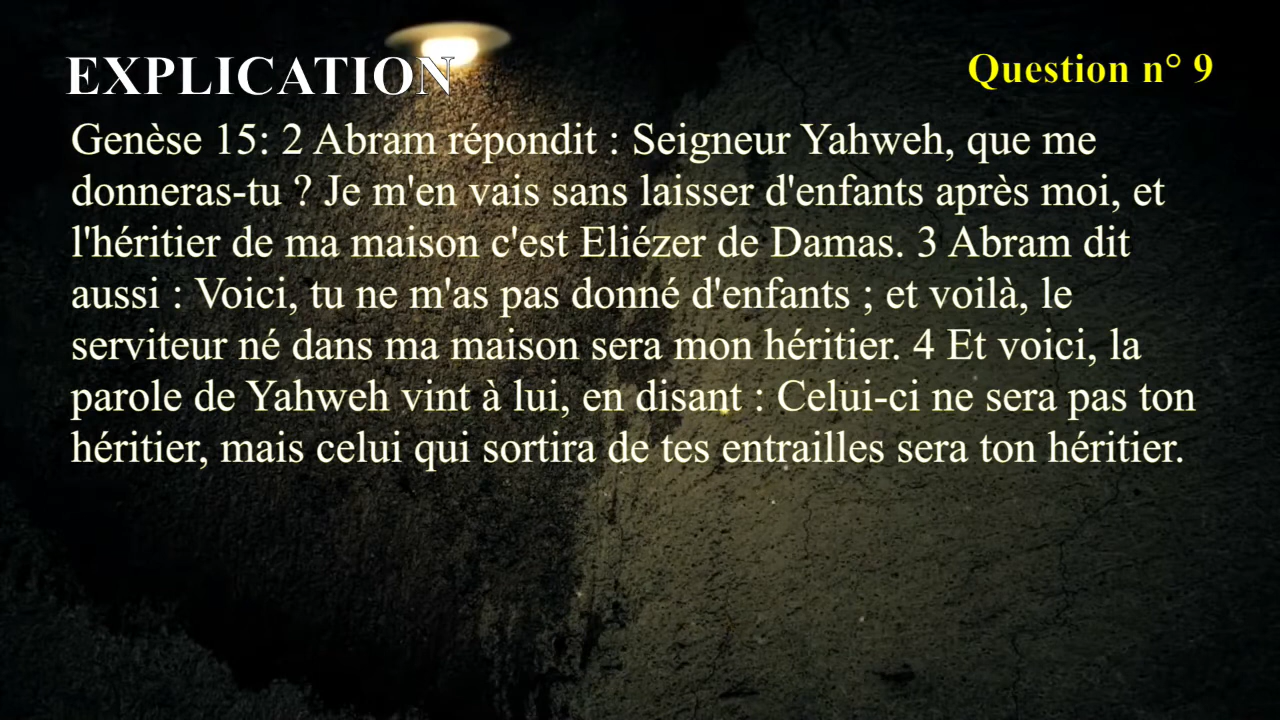 EXPLICATION
Question n° 9
Genèse 15: 2 Abram répondit : Seigneur Yahweh, que me
donneras-tu ? Je m'en vais sans laisser d'enfants après moi, et
l'héritier de ma maison c'est Eliézer de Damas. 3 Abram dit
aussi : Voici, tu ne m'as pas donné d'enfants ; et voilà, le
serviteur né dans ma maison sera mon héritier. 4 Et voici, la
parole de Yahweh vint à lui, en disant : Celui-ci ne sera pas ton
héritier, mais celui qui sortira de tes entrailles sera ton héritier.